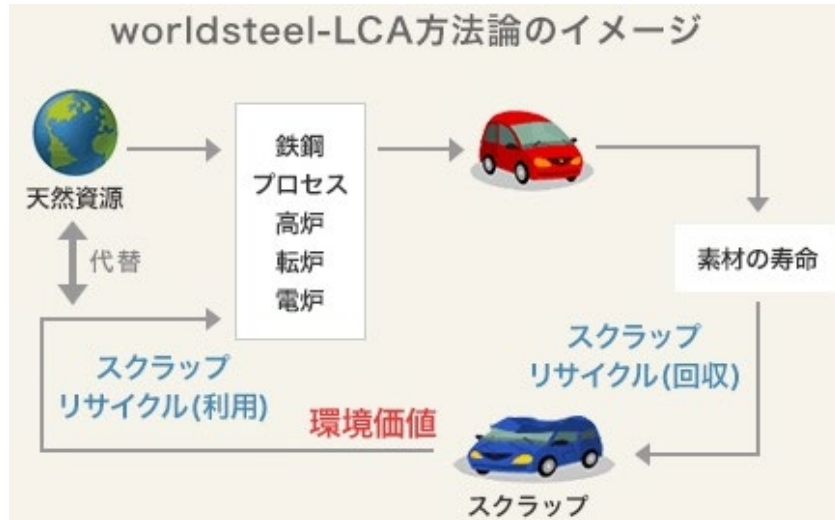 worldsteel-LCA方法論のイメージ
天然資源
代替
鉄鋼
プロセス
高炉
転炉
電炉
素材の寿命
スクラップ
リサイクル(回収)
スクラップ
リサイクル(利用)
環境価値
スクラップ